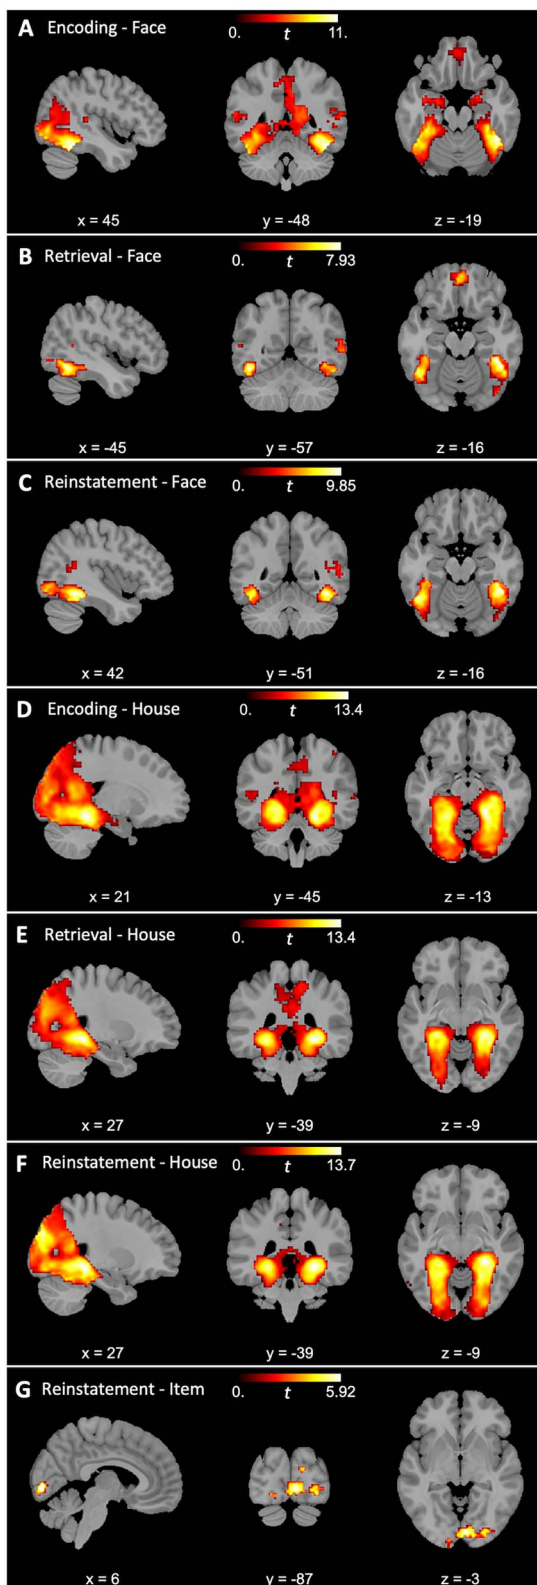 A Encoding - Face
0. t 11.
x = 45 y = -48 z = -19
B Retrieval - Face
0. t 7.93
x = -45 y = -57 z = -16
C Reinstatement - Face
0. t 9.85
x = 42 y = -51 z = -16
D Encoding - House
0. t 13.4
x = 21 y = -45 z = -13
E Retrieval - House
0. t 13.4
x = 27 y = -39 z = -9
F Reinstatement - House
0. t 13.7
x = 27 y = -39 z = -9
G Reinstatement - Item
0. t 5.92
x = 6 y = -87 z = -3